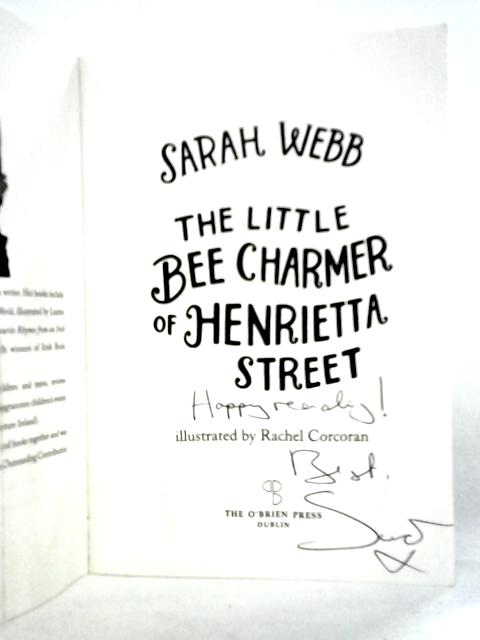 SARAH WEBB
THE LITTLE
BEE CHARMER
OF HENRIETTA
STREET
Happy reading!
illustrated by Rachel Corcoran
Best,
THE O'BRIEN PRESS
DUBLIN
Sarah
x